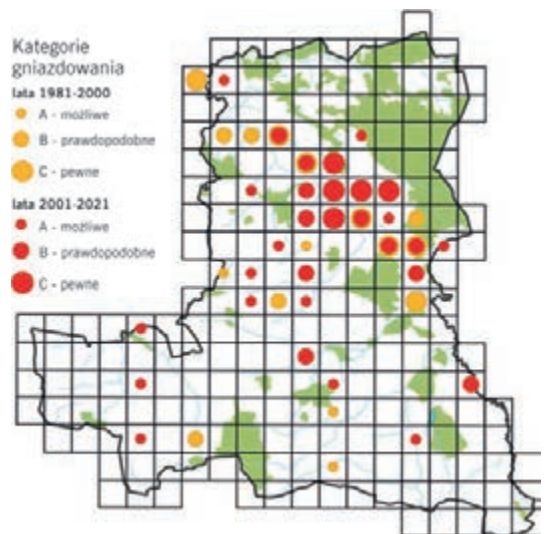 Kategorie
gniazdowania
lata 1981-2000
A - możliwe
B - prawdopodobne
C - pewne
lata 2001-2021
A - możliwe
B - prawdopodobne
C - pewne